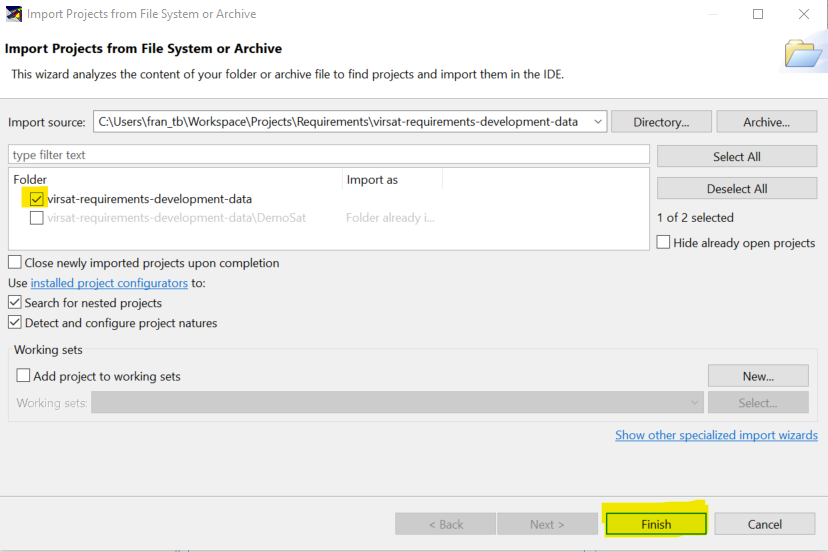 Import Projects from File System or Archive
Import Projects from File System or Archive
This wizard analyzes the content of your folder or archive file to find projects and import them in the IDE.
Import source: C:\Users\fran_tb\Workspace\Projects\Requirements\virsat-requirements-development-data Directory... Archive...
type filter text Select All
Folder Import as
Deselect All
virsat-requirements-development-data
virsat-requirements-development-data\DemoSat Folder already i... 1 of 2 selected
Hide already open projects
Close newly imported projects upon completion
Use installed project configurators to:
Search for nested projects
Detect and configure project natures
Working sets
Add project to working sets New...
Working sets: Select...
Show other specialized import wizards
< Back Next > Finish Cancel